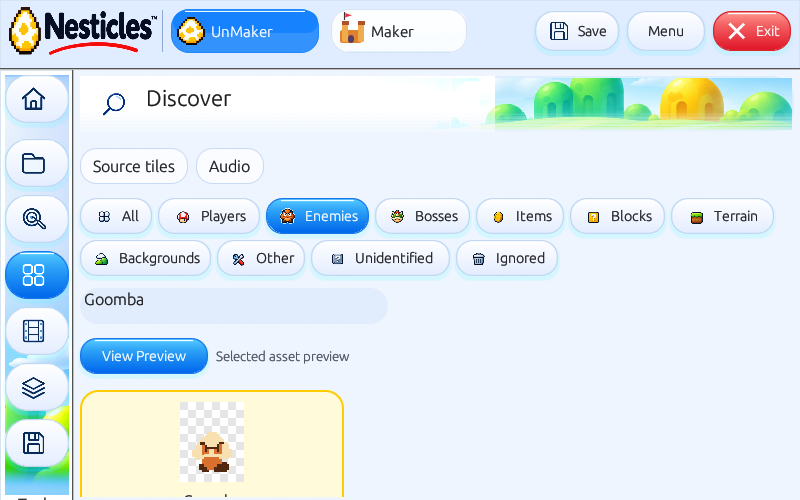 Nesticles™
UnMaker
Maker
Save
Menu
Exit
Discover
Source tiles
Audio
All
Players
Enemies
Bosses
Items
Blocks
Terrain
Backgrounds
Other
Unidentified
Ignored
Goomba
View Preview
Selected asset preview